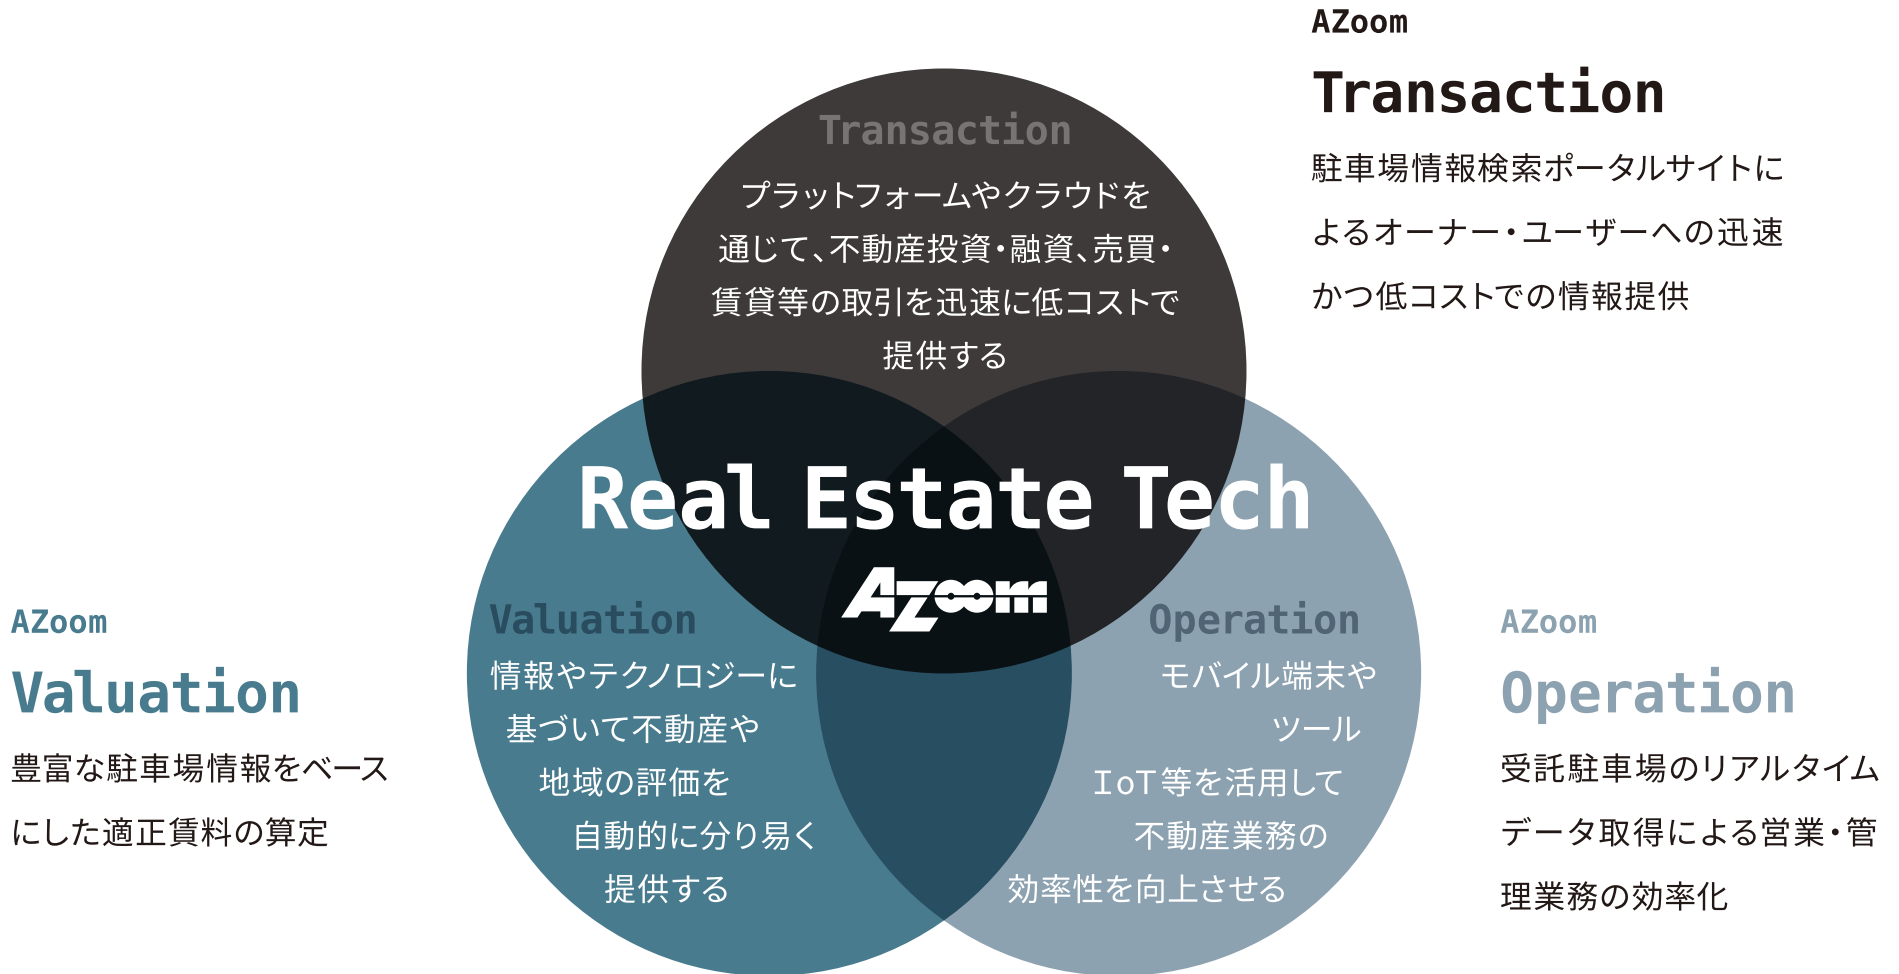 AZoom
Transaction
駐車場情報検索ポータルサイトに
よるオーナー・ユーザーへの迅速
かつ低コストでの情報提供
Transaction
プラットフォームやクラウドを
通じて、不動産投資・融資、売買・
賃貸等の取引を迅速に低コストで
提供する
Real Estate Tech
AZoom
AZoom
Valuation
豊富な駐車場情報をベース
にした適正賃料の算定
Valuation
情報やテクノロジーに
基づいて不動産や
地域の評価を
自動的に分り易く
提供する
Operation
モバイル端末や
ツール
IoT等を活用して
不動産業務の
効率性を向上させる
AZoom
Operation
受託駐車場のリアルタイム
データ取得による営業・管
理業務の効率化